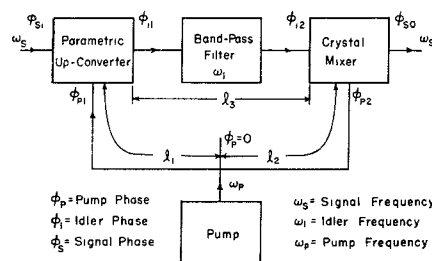 ϕSi
ωS
Parametric
Up-Converter
ϕi1
Band-Pass
Filter
ωi
ϕi2
Crystal
Mixer
ϕSO
ωS
ϕP1
ℓ3
ϕP2
ℓ1
ϕP=0
ℓ2
ωP
Pump
ϕP= Pump Phase
ϕi= Idler Phase
ϕS= Signal Phase
ωS= Signal Frequency
ωI= Idler Frequency
ωP= Pump Frequency